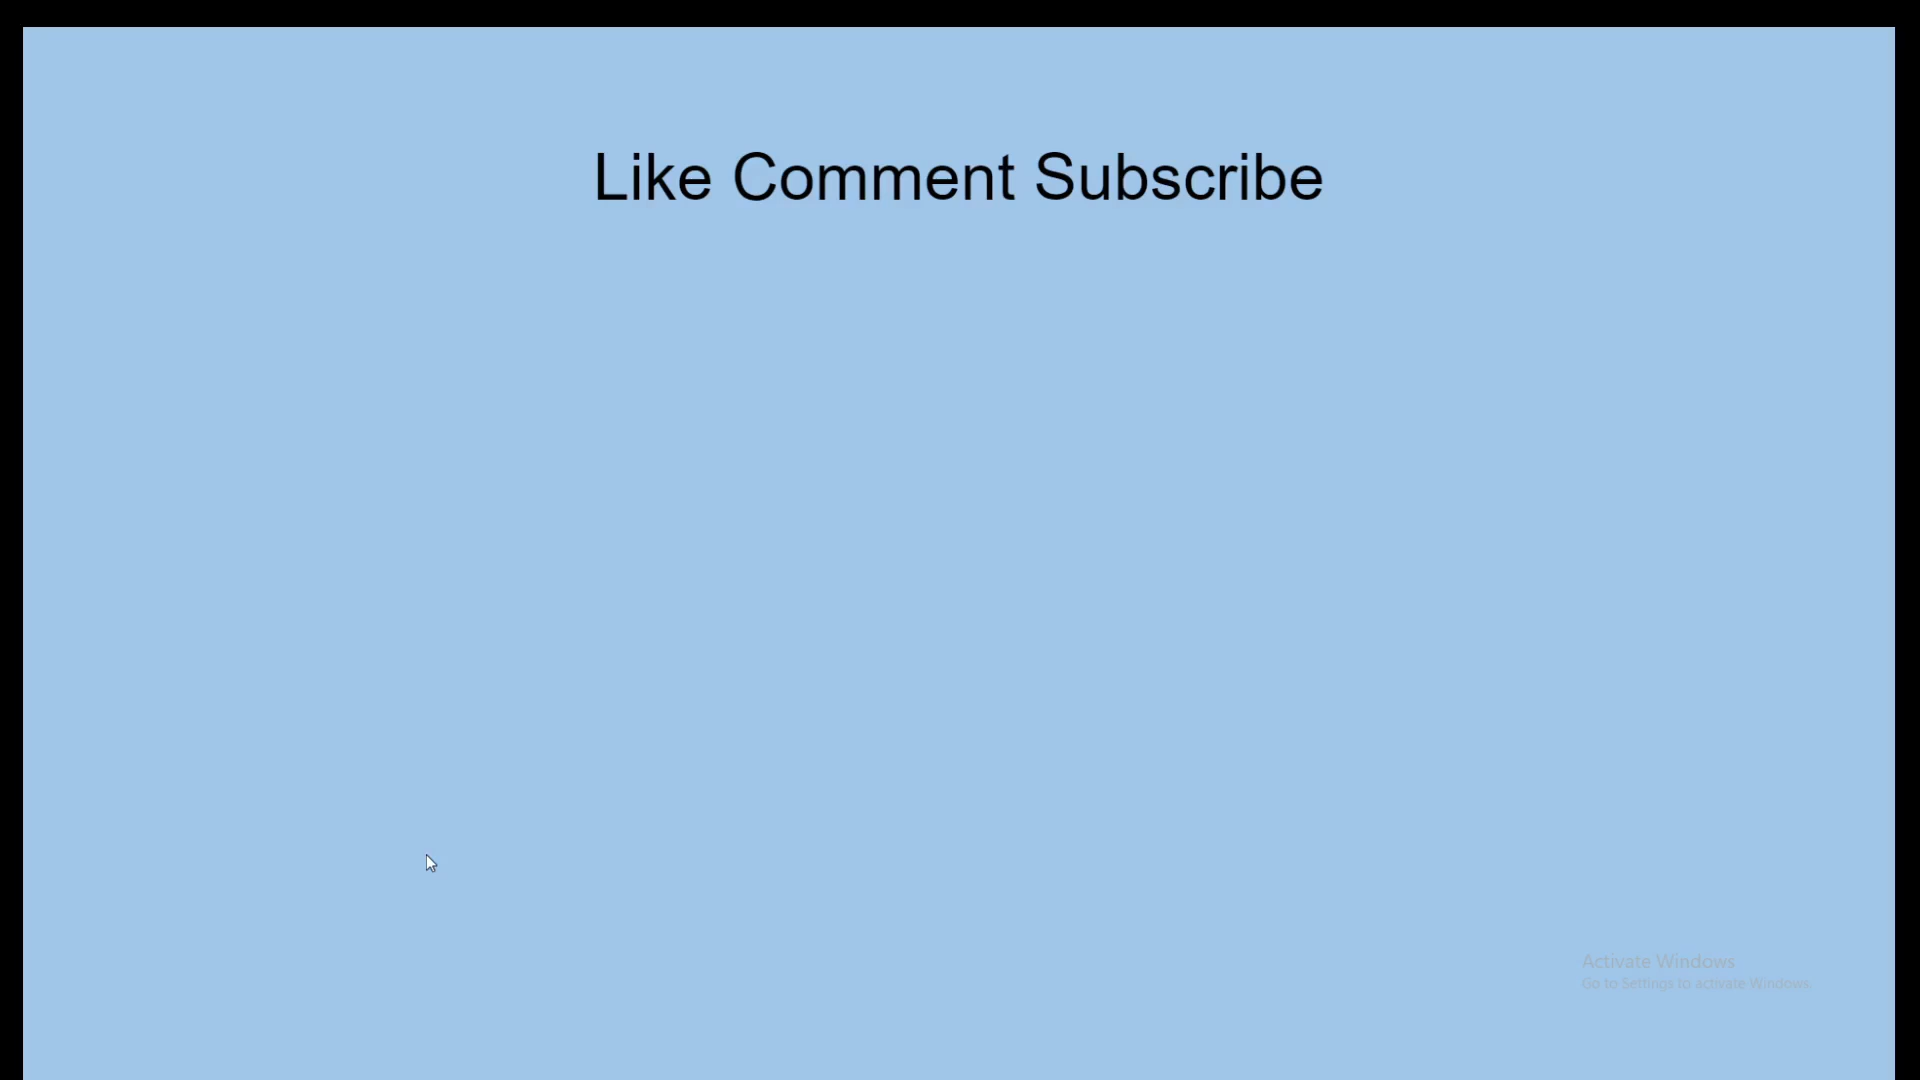 Like Comment Subscribe
Activate Windows
Go to Settings to activate Windows.